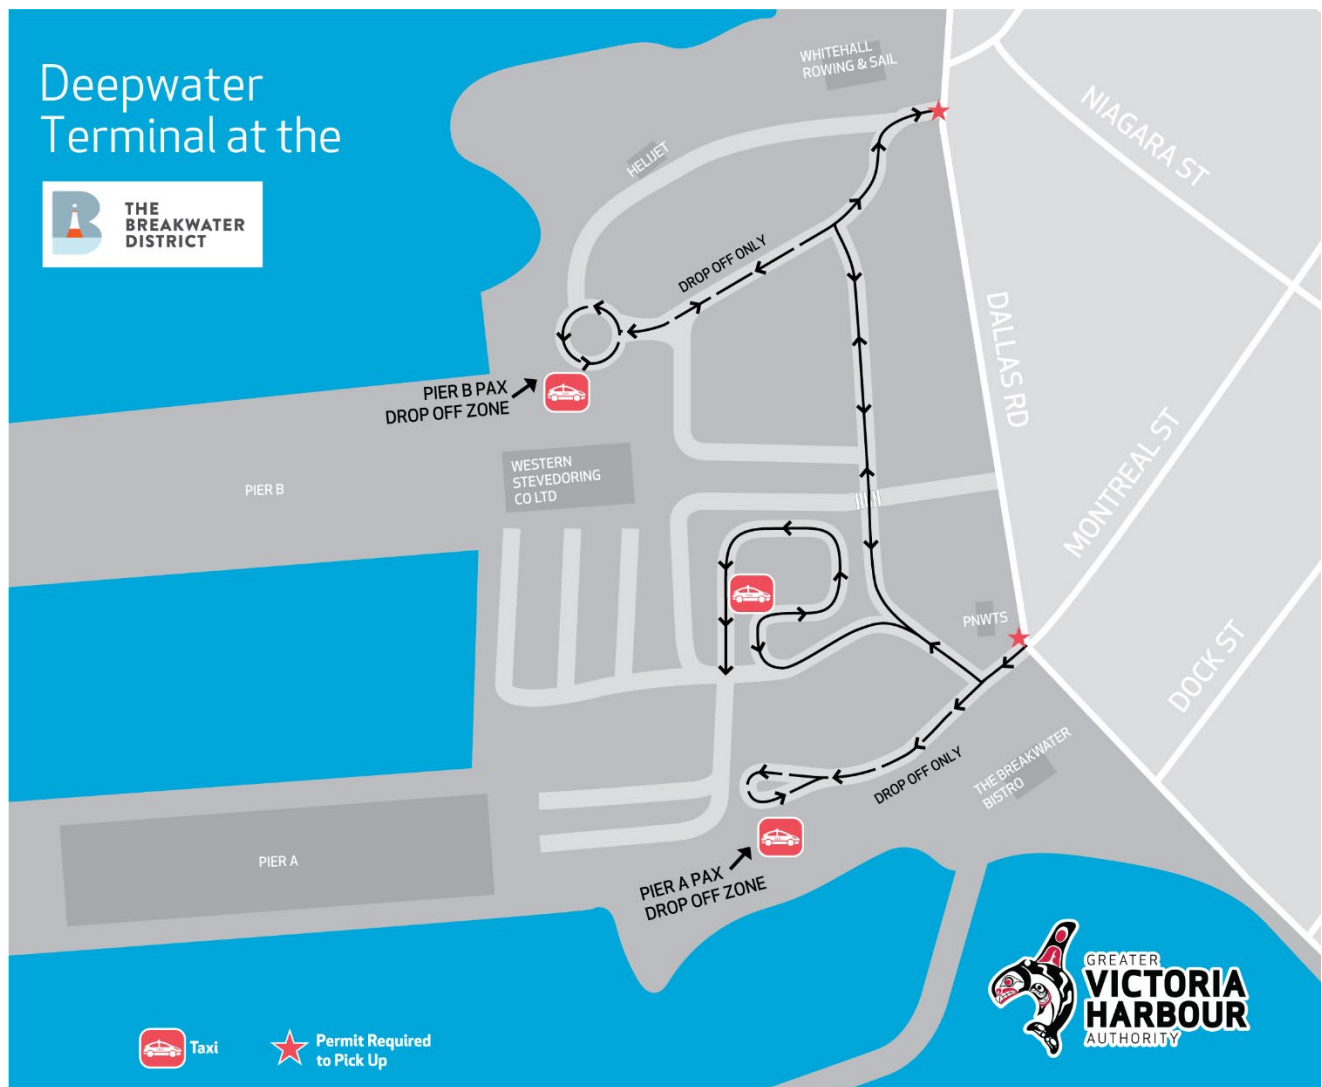 Deepwater
Terminal at the
B
THE
BREAKWATER
DISTRICT
WHITEHALL
ROWING & SAIL
NIAGARA ST
HELIJET
DROP OFF ONLY
DALLAS RD
PIER B PAX
DROP OFF ZONE
WESTERN
STEVEDORING
CO LTD
PIER B
MONTREAL ST
PNWTS
DOCK ST
DROP OFF ONLY
THE BREAKWATER
BISTRO
PIER A
PIER A PAX
DROP OFF ZONE
GREATER
VICTORIA
HARBOUR
AUTHORITY
Taxi
Permit Required
to Pick Up